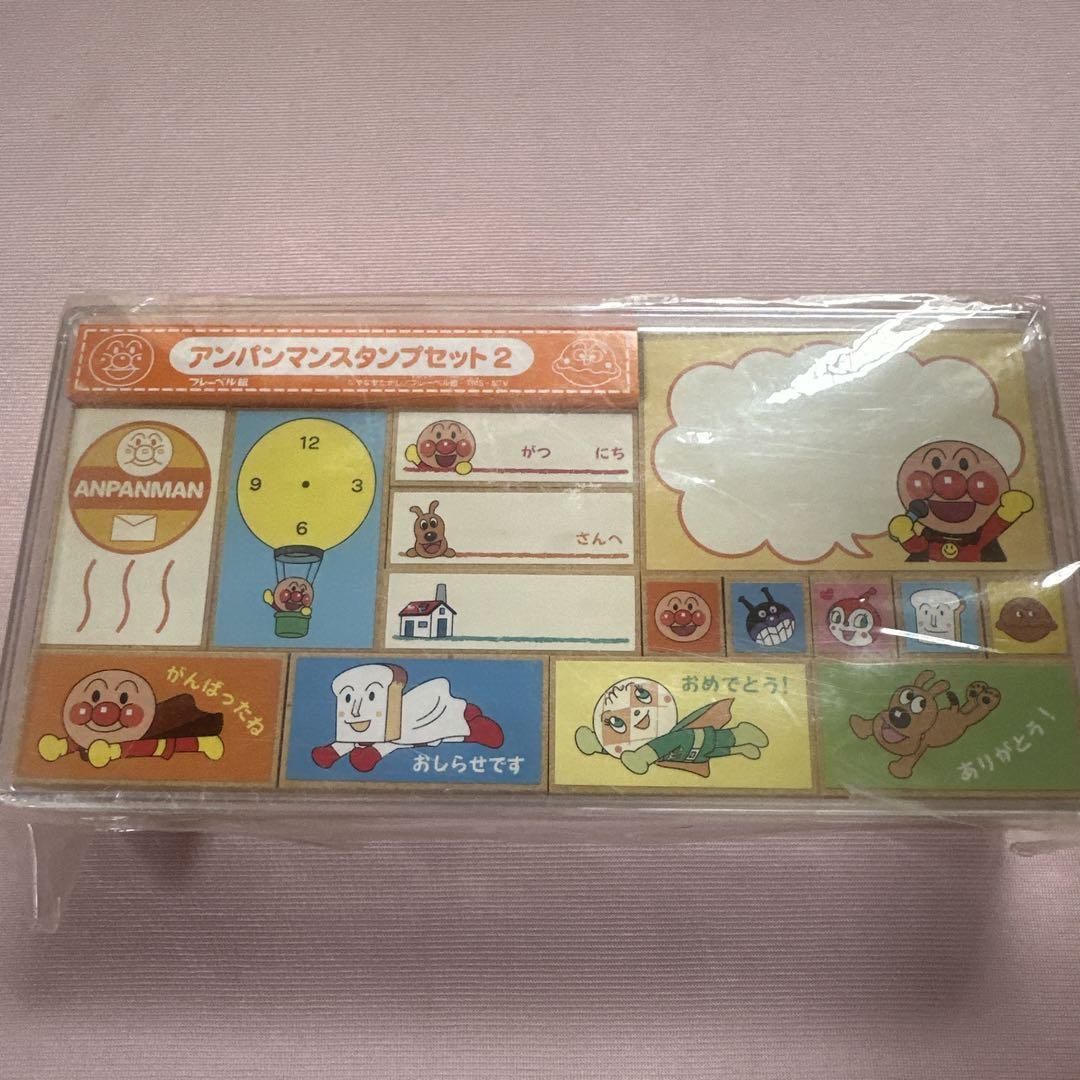 アンパンマンスタンプセット2
フレーベル館
ANPANMAN
12
9
3
6
がつ にち
さんへ
がんばったね
おしらせです
おめでとう!
ありがとう!